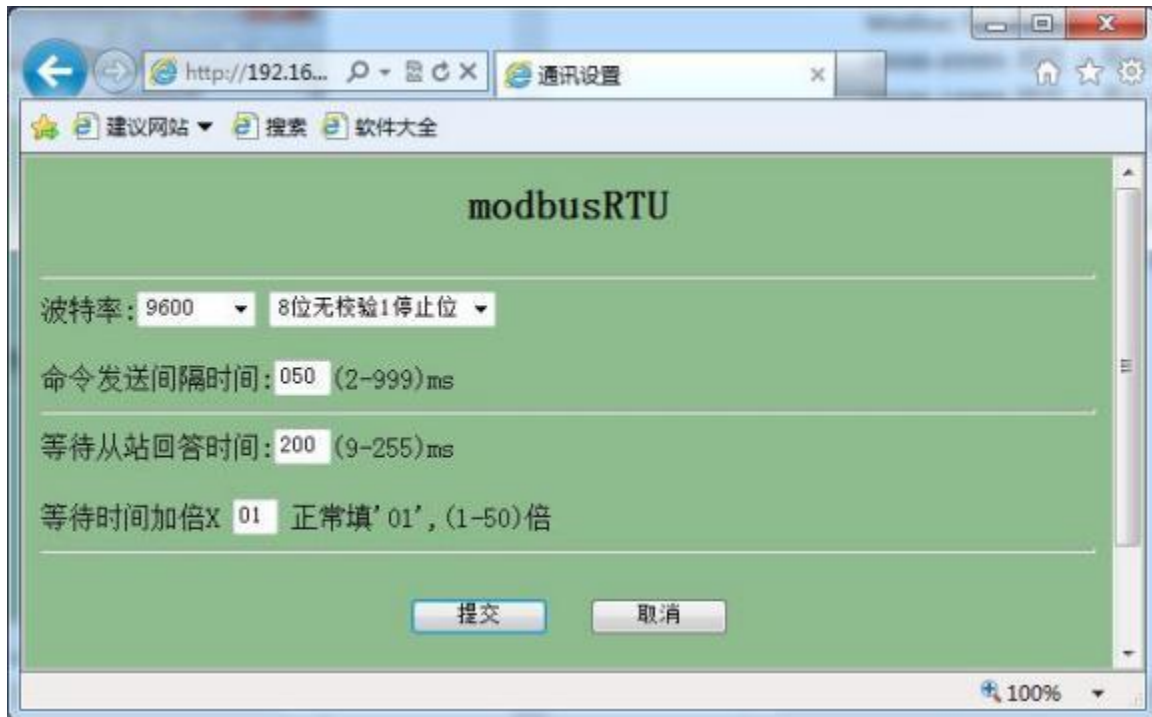 http://192.16...
通讯设置
建议网站
搜索
软件大全
modbusRTU
波特率: 9600 8位无校验1停止位
命令发送间隔时间: 050 (2-999)ms
等待从站回答时间: 200 (9-255)ms
等待时间加倍X 01 正常填'01',(1-50)倍
提交 取消
100%